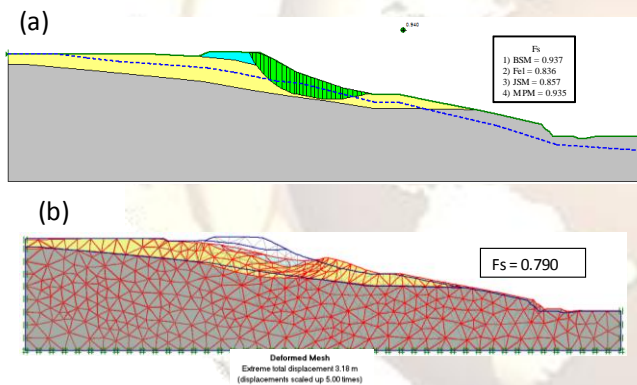 (a)
0.940
Fs
1) BSM = 0.937
2) Fel = 0.836
3) JSM = 0.857
4) MPM = 0.935
(b)
Fs = 0.790
Deformed Mesh
Extreme total displacement 3.18 m
(displacements scaled up 5.00 times)